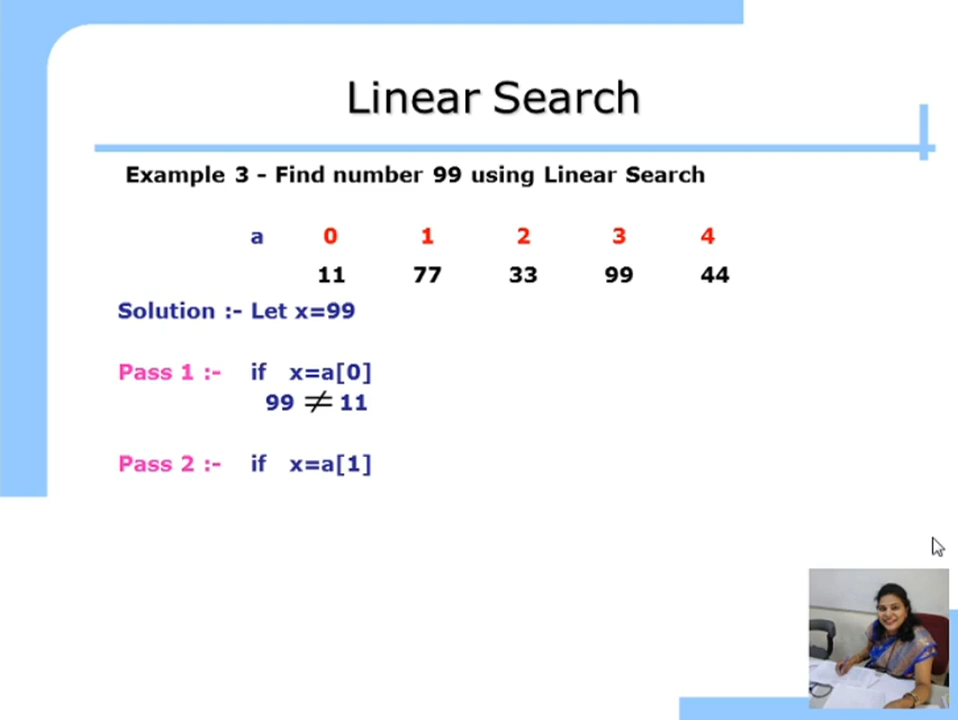 Linear Search
Example 3 - Find number 99 using Linear Search
a 0 1 2 3 4
11 77 33 99 44
Solution :- Let x=99
Pass 1 :- if x=a[0]
99 ≠ 11
Pass 2 :- if x=a[1]